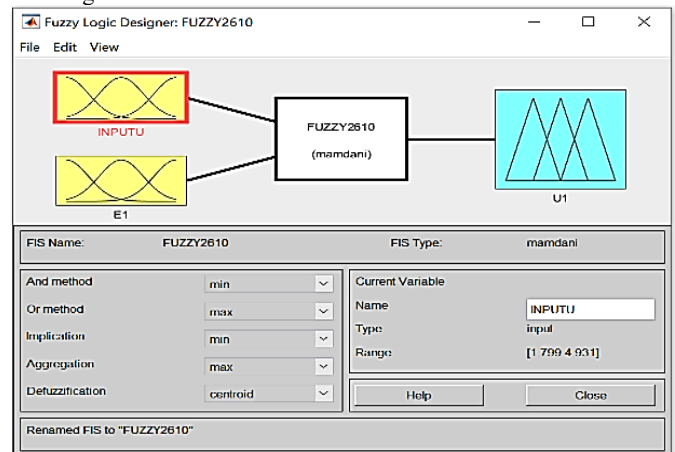 Fuzzy Logic Designer: FUZZY2610
File Edit View
INPUTU
FUZZY2610
(mamdani)
E1
U1
FIS Name: FUZZY2610 FIS Type: mamdani
And method min
Or method max
Implication min
Aggregation max
Defuzzification centroid
Current Variable
Name INPUTU
Type input
Range [1.799 4.931]
Help Close
Renamed FIS to "FUZZY2610"